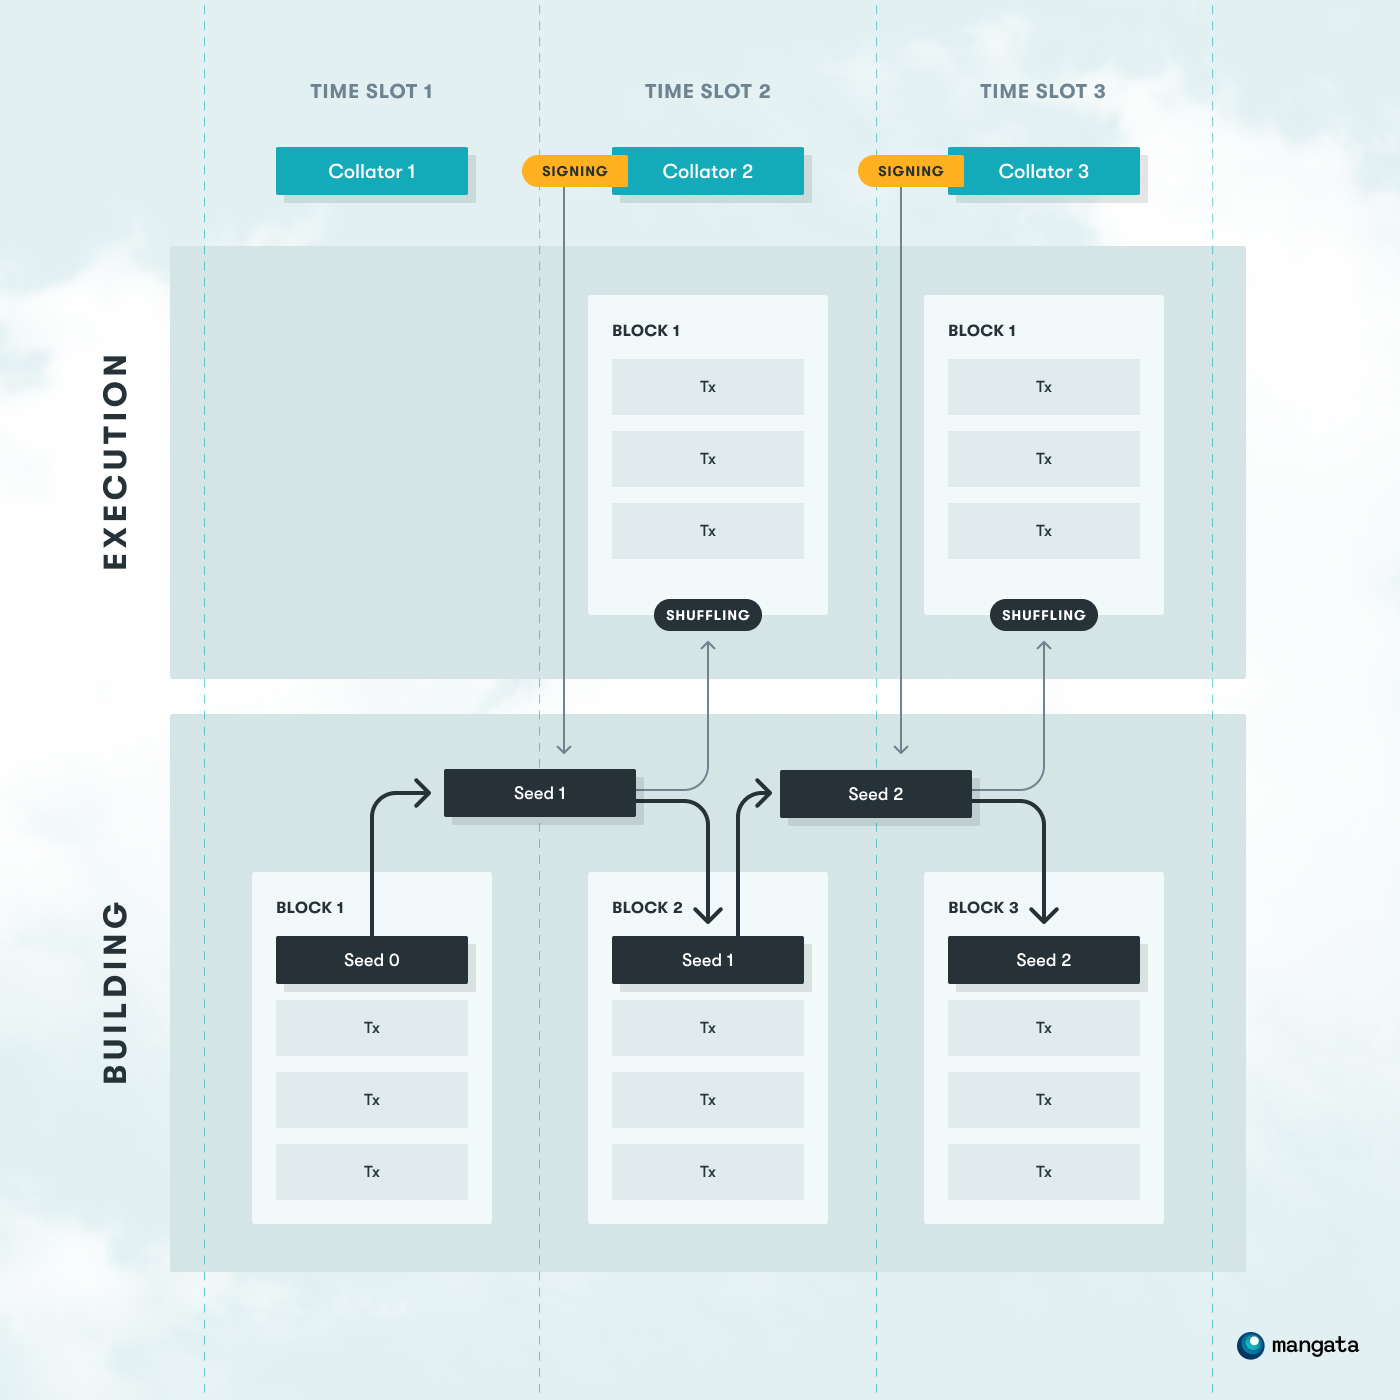 TIME SLOT 1
TIME SLOT 2
TIME SLOT 3
Collator 1
SIGNING
Collator 2
SIGNING
Collator 3
EXECUTION
BLOCK 1
Tx
Tx
Tx
SHUFFLING
BLOCK 1
Tx
Tx
Tx
SHUFFLING
BUILDING
Seed 1
Seed 2
BLOCK 1
Seed 0
Tx
Tx
Tx
BLOCK 2
Seed 1
Tx
Tx
Tx
BLOCK 3
Seed 2
Tx
Tx
Tx
mangata